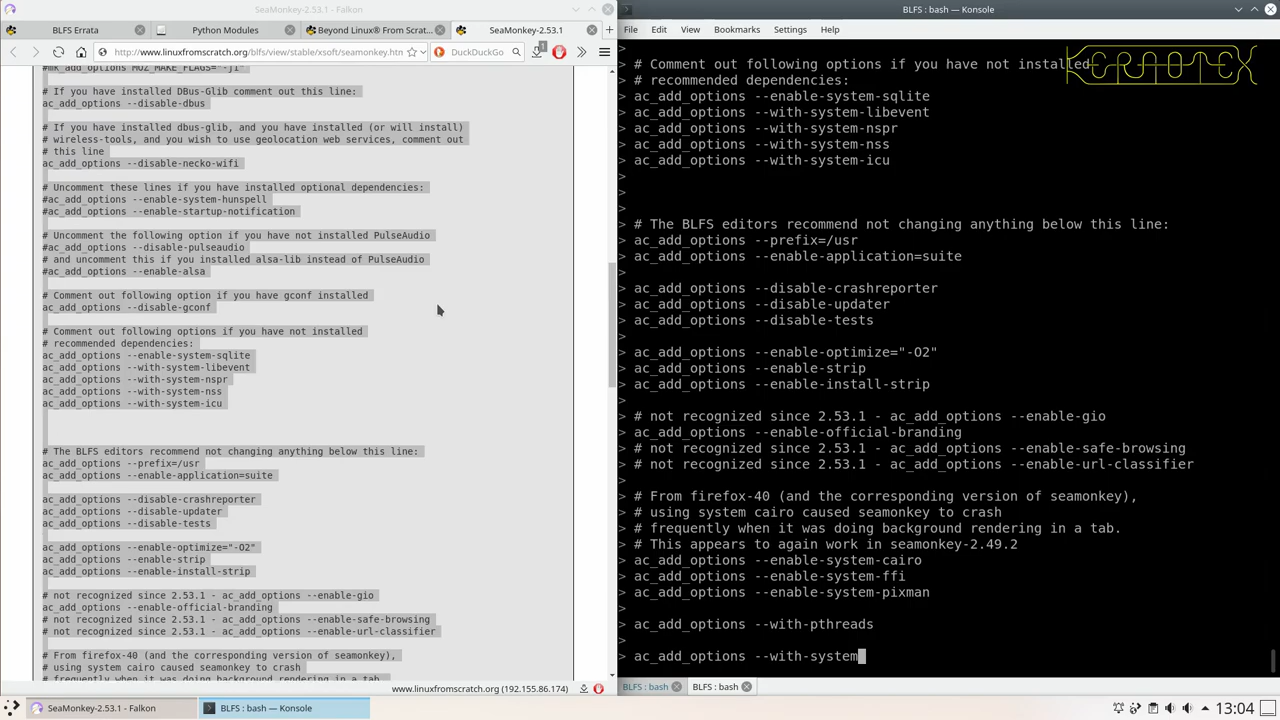 SeaMonkey-2.53.1 - Falkon
BLFS Errata
Python Modules
Beyond Linux® From Scrat...
SeaMonkey-2.53.1
http://www.linuxfromscratch.org/blfs/view/stable/xsoft/seamonkey.htm
DuckDuckGo
1
#mk_add_options MOZ_MAKE_FLAGS="-j1"
# If you have installed DBus-Glib comment out this line:
ac_add_options --disable-dbus
# If you have installed dbus-glib, and you have installed (or will install)
# wireless-tools, and you wish to use geolocation web services, comment out
# this line
ac_add_options --disable-necko-wifi
# Uncomment these lines if you have installed optional dependencies:
#ac_add_options --enable-system-hunspell
#ac_add_options --enable-startup-notification
# Uncomment the following option if you have not installed PulseAudio
#ac_add_options --disable-pulseaudio
# and uncomment this if you installed alsa-lib instead of PulseAudio
#ac_add_options --enable-alsa
# Comment out following option if you have gconf installed
ac_add_options --disable-gconf
# Comment out following options if you have not installed
# recommended dependencies:
ac_add_options --enable-system-sqlite
ac_add_options --with-system-libevent
ac_add_options --with-system-nspr
ac_add_options --with-system-nss
ac_add_options --with-system-icu
# The BLFS editors recommend not changing anything below this line:
ac_add_options --prefix=/usr
ac_add_options --enable-application=suite
ac_add_options --disable-crashreporter
ac_add_options --disable-updater
ac_add_options --disable-tests
ac_add_options --enable-optimize="-O2"
ac_add_options --enable-strip
ac_add_options --enable-install-strip
# not recognized since 2.53.1 - ac_add_options --enable-gio
ac_add_options --enable-official-branding
# not recognized since 2.53.1 - ac_add_options --enable-safe-browsing
# not recognized since 2.53.1 - ac_add_options --enable-url-classifier
# From firefox-40 (and the corresponding version of seamonkey),
# using system cairo caused seamonkey to crash
# frequently when it was doing background rendering in a tab.
www.linuxfromscratch.org (192.155.86.174)
BLFS : bash — Konsole
File Edit View Bookmarks Settings Help
KERAOTEX
>
> # Comment out following options if you have not installed
> # recommended dependencies:
> ac_add_options --enable-system-sqlite
> ac_add_options --with-system-libevent
> ac_add_options --with-system-nspr
> ac_add_options --with-system-nss
> ac_add_options --with-system-icu
>
>
>
> # The BLFS editors recommend not changing anything below this line:
> ac_add_options --prefix=/usr
> ac_add_options --enable-application=suite
>
> ac_add_options --disable-crashreporter
> ac_add_options --disable-updater
> ac_add_options --disable-tests
>
> ac_add_options --enable-optimize="-O2"
> ac_add_options --enable-strip
> ac_add_options --enable-install-strip
>
> # not recognized since 2.53.1 - ac_add_options --enable-gio
> ac_add_options --enable-official-branding
> # not recognized since 2.53.1 - ac_add_options --enable-safe-browsing
> # not recognized since 2.53.1 - ac_add_options --enable-url-classifier
>
> # From firefox-40 (and the corresponding version of seamonkey),
> # using system cairo caused seamonkey to crash
> # frequently when it was doing background rendering in a tab.
> # This appears to again work in seamonkey-2.49.2
> ac_add_options --enable-system-cairo
> ac_add_options --enable-system-ffi
> ac_add_options --enable-system-pixman
>
> ac_add_options --with-pthreads
>
> ac_add_options --with-system
BLFS : bash
BLFS : bash
SeaMonkey-2.53.1 - Falkon
BLFS : bash — Konsole
13:04